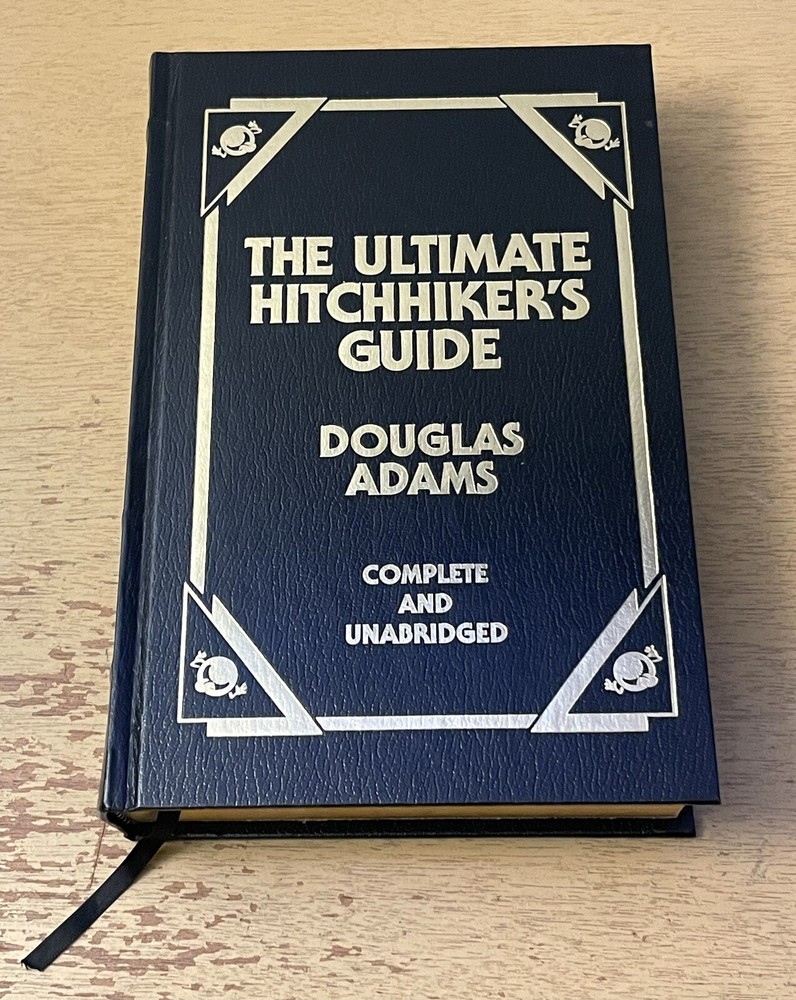 THE ULTIMATE
HITCHHIKER'S
GUIDE
DOUGLAS
ADAMS
COMPLETE
AND
UNABRIDGED